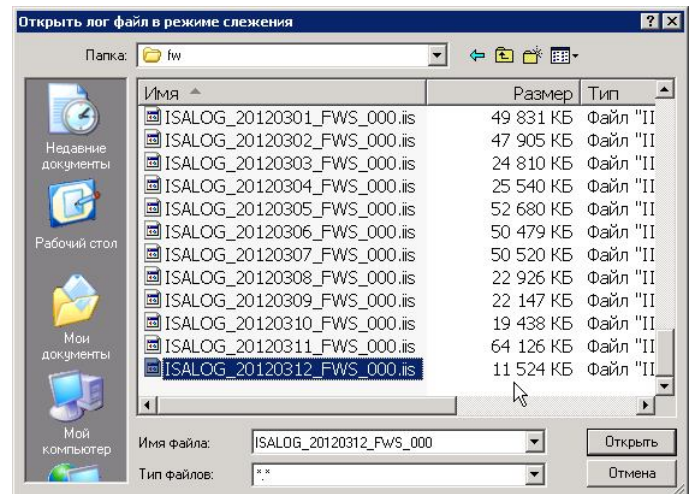 Открыть лог файл в режиме слежения
Папка: fw
Имя Размер Тип
ISALOG_20120301_FWS_000.iis 49 831 КБ Файл "II
ISALOG_20120302_FWS_000.iis 47 905 КБ Файл "II
ISALOG_20120303_FWS_000.iis 24 810 КБ Файл "II
ISALOG_20120304_FWS_000.iis 25 540 КБ Файл "II
ISALOG_20120305_FWS_000.iis 52 680 КБ Файл "II
ISALOG_20120306_FWS_000.iis 50 479 КБ Файл "II
ISALOG_20120307_FWS_000.iis 50 520 КБ Файл "II
ISALOG_20120308_FWS_000.iis 22 926 КБ Файл "II
ISALOG_20120309_FWS_000.iis 22 147 КБ Файл "II
ISALOG_20120310_FWS_000.iis 19 438 КБ Файл "II
ISALOG_20120311_FWS_000.iis 64 126 КБ Файл "II
ISALOG_20120312_FWS_000.iis 11 524 КБ Файл "II
Недавние
документы
Рабочий стол
Мои
документы
Мой
компьютер
Имя файла: ISALOG_20120312_FWS_000 Открыть
Тип файлов: *.* Отмена